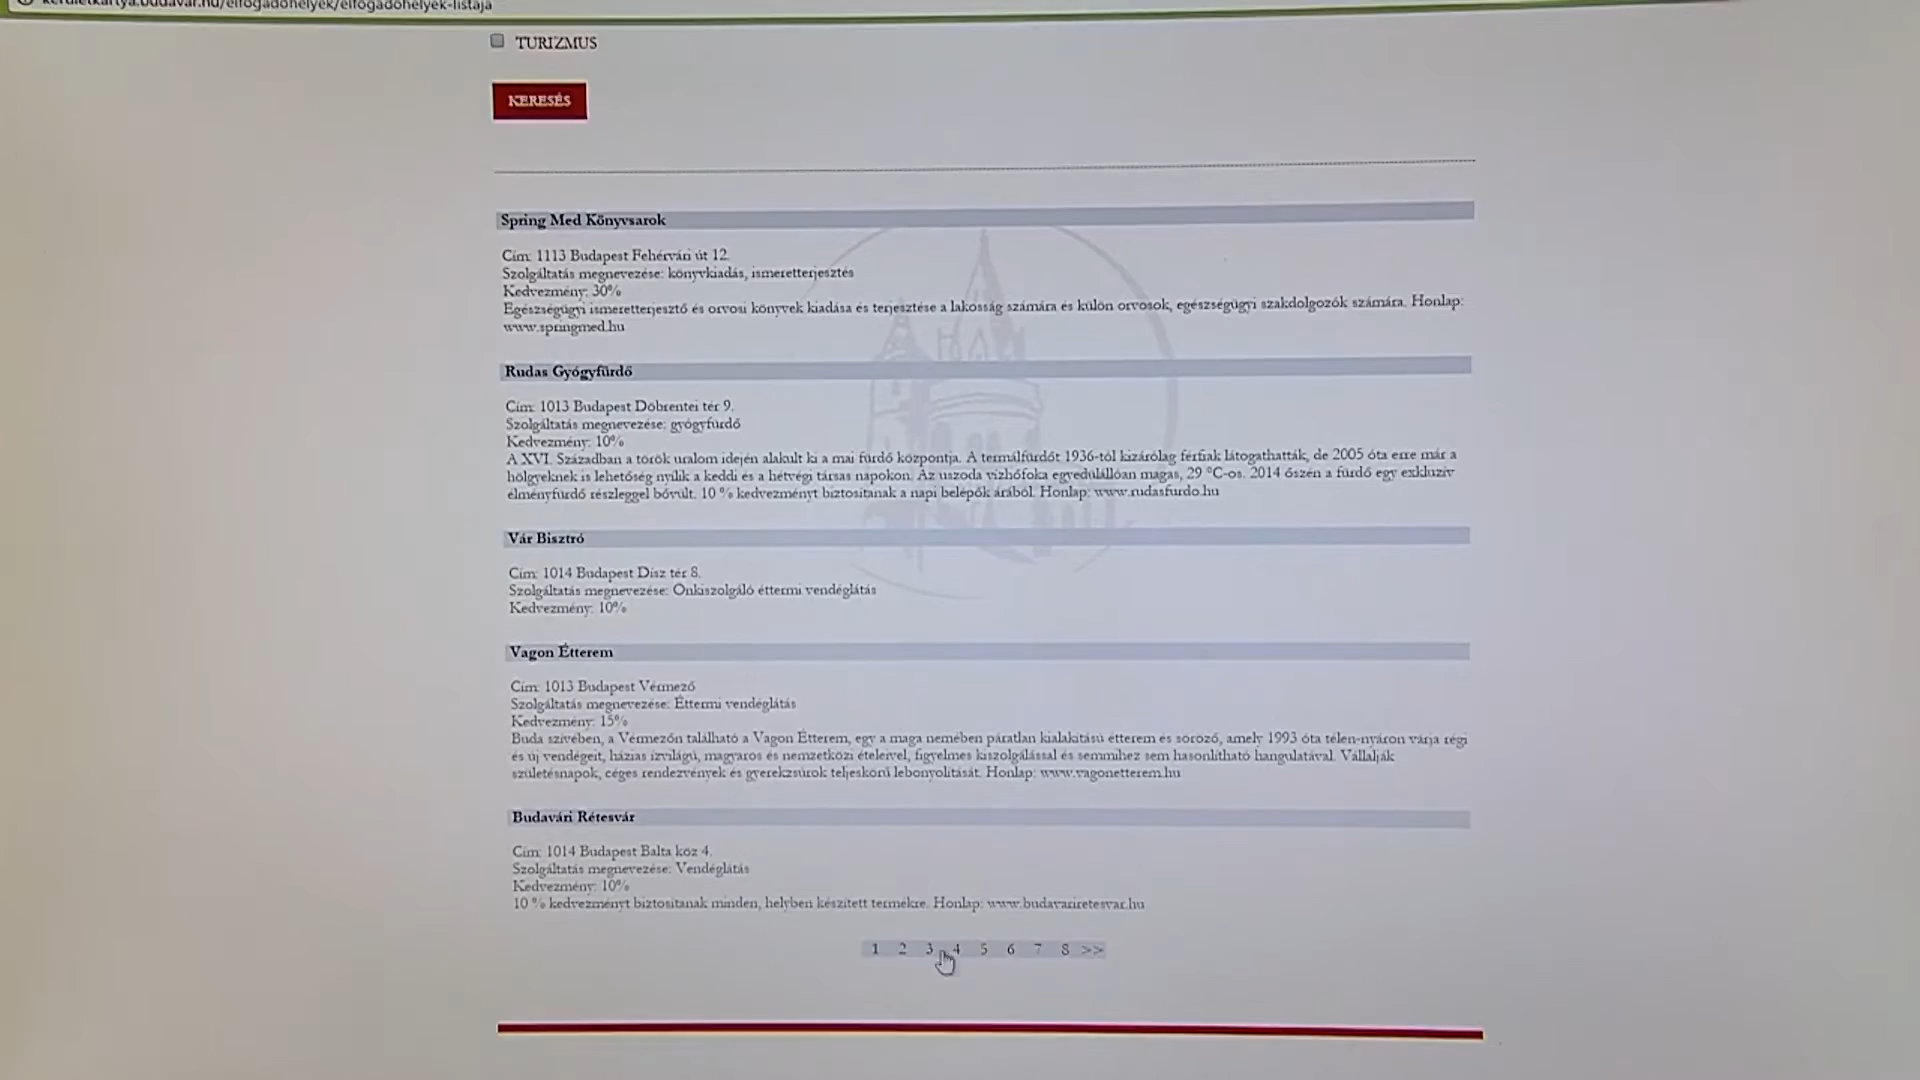 keruletkartya.budavar.hu/elfogadohelyek/elfogadohelyek-listaja
TURIZMUS
KERESÉS
Spring Med Könyvsarok
Cím: 1113 Budapest Fehérvári út 12.
Szolgáltatás megnevezése: könyvkiadás, ismeretterjesztés
Kedvezmény: 30%
Egészségügyi ismeretterjesztő és orvosi könyvek kiadása és terjesztése a lakosság számára és külön orvosok, egészségügyi szakdolgozók számára. Honlap:
www.springmed.hu
Rudas Gyógyfürdő
Cím: 1013 Budapest Döbrentei tér 9.
Szolgáltatás megnevezése: gyógyfürdő
Kedvezmény: 10%
A XVI. Században a török uralom idején alakult ki a mai fürdő központja. A termálfürdőt 1936-tól kizárólag férfiak látogathatták, de 2005 óta erre már a
hölgyeknek is lehetőség nyílik a keddi és a hétvégi társas napokon. Az uszoda vízhőfoka egyedülállóan magas, 29 °C-os. 2014 őszén a fürdő egy exkluzív
élményfürdő részleggel bővült. 10 % kedvezményt biztosítanak a napi belépők árából. Honlap: www.rudasfurdo.hu
Vár Bisztró
Cím: 1014 Budapest Dísz tér 8.
Szolgáltatás megnevezése: Önkiszolgáló éttermi vendéglátás
Kedvezmény: 10%
Vagon Étterem
Cím: 1013 Budapest Vérmező
Szolgáltatás megnevezése: Éttermi vendéglátás
Kedvezmény: 15%
Buda szívében, a Vérmezőn található a Vagon Étterem, egy a maga nemében páratlan kialakítású étterem és söröző, amely 1993 óta télen-nyáron várja régi
és új vendégeit, házias ízvilágú, magyaros és nemzetközi ételeivel, figyelmes kiszolgálással és semmihez sem hasonlítható hangulatával. Vállalják
születésnapok, céges rendezvények és gyerekzsúrok teljeskörű lebonyolítását. Honlap: www.vagonetterem.hu
Budavári Rétesvár
Cím: 1014 Budapest Balta köz 4.
Szolgáltatás megnevezése: Vendéglátás
Kedvezmény: 10%
10 % kedvezményt biztosítanak minden, helyben készített termékre. Honlap: www.budavariretesvar.hu
1 2 3 4 5 6 7 8 >>